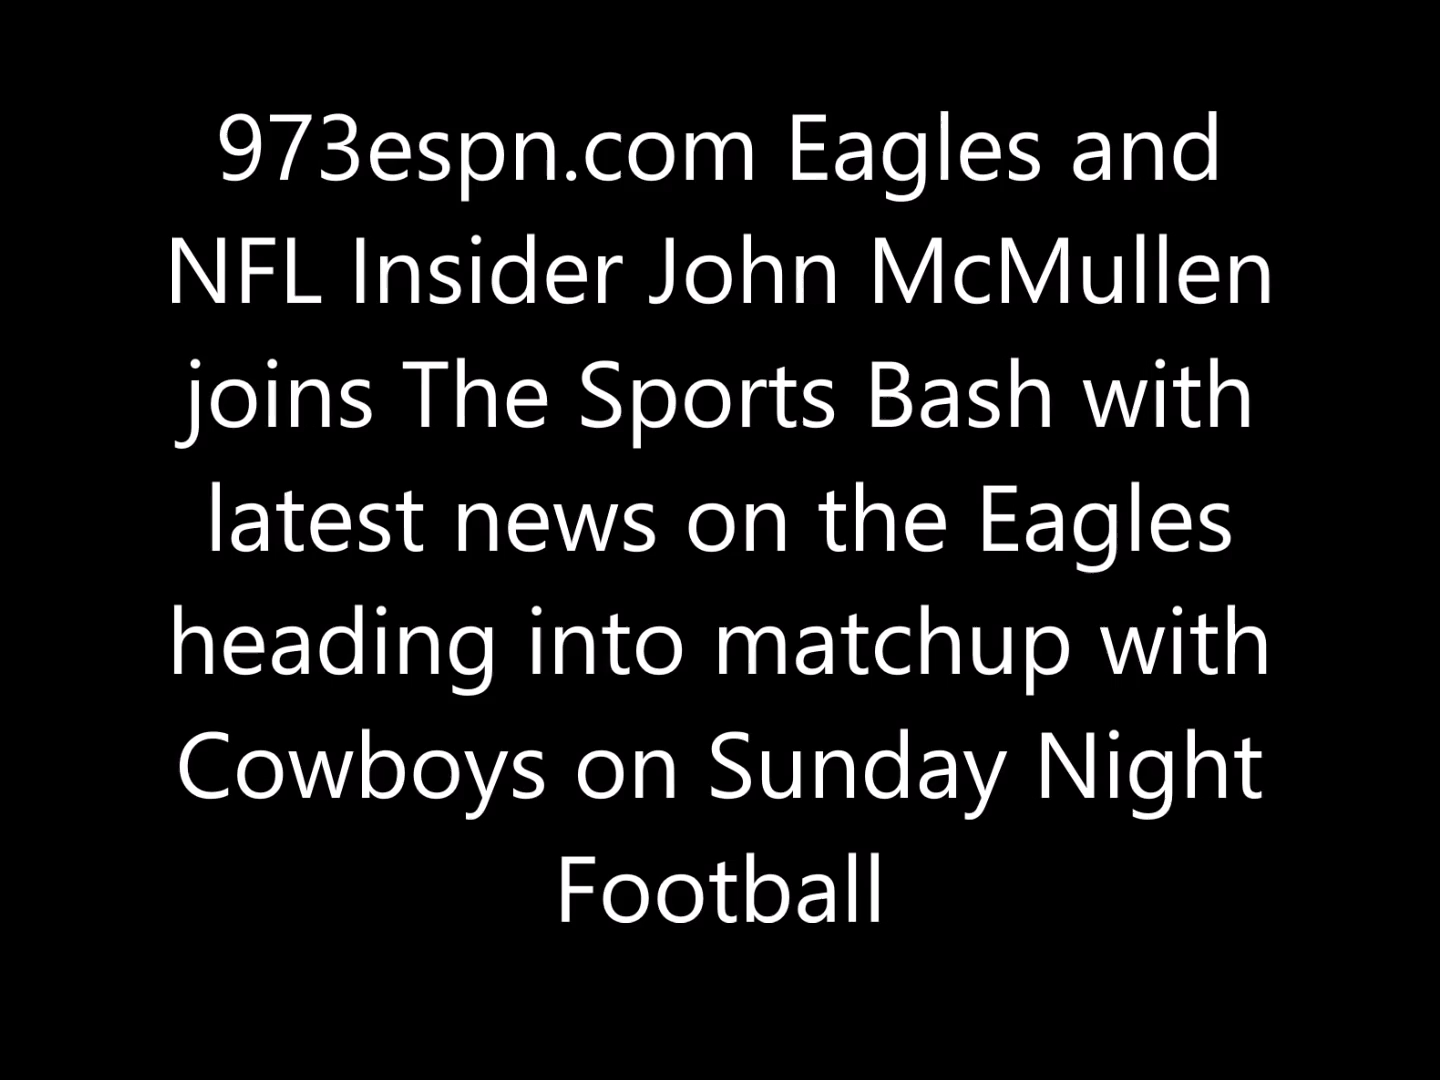 973espn.com Eagles and
NFL Insider John McMullen
joins The Sports Bash with
latest news on the Eagles
heading into matchup with
Cowboys on Sunday Night
Football